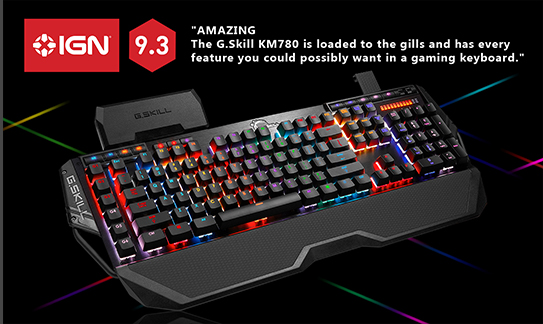 IGN
9.3
"AMAZING
The G.Skill KM780 is loaded to the gills and has every
feature you could possibly want in a gaming keyboard."
G.SKILL
G.SKILL